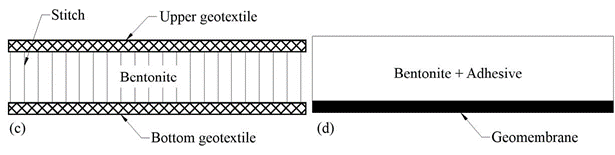 Stitch
Upper geotextile
Bentonite
(c)
Bottom geotextile
Bentonite + Adhesive
(d)
Geomembrane